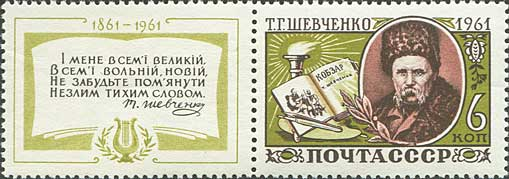 1861-1961
І МЕНЕ В СЕМ'Ї ВЕЛИКІЙ,
В СЕМ'Ї ВОЛЬНІЙ, НОВІЙ,
НЕ ЗАБУДЬТЕ ПОМ'ЯНУТИ
НЕЗЛИМ ТИХИМ СЛОВОМ.
Т. Шевченко
Т.Г.ШЕВЧЕНКО 1961
КОБЗАР
6
КОП
ПОЧТА СССР